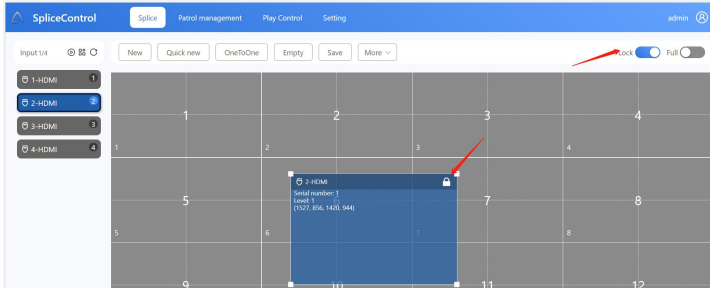 SpliceControl Splice Patrol management Play Control Setting admin
Input 1/4 New Quick new OneToOne Empty Save More Lock Full
1-HDMI 1
2-HDMI 2
3-HDMI 3
4-HDMI 4
1 2 3 4
1 2 3 4
2-HDMI
Serial number: 1
Level: 1
(1527, 856, 1420, 944)
5 6 7 8
5 6 7 8
9 10 11 12